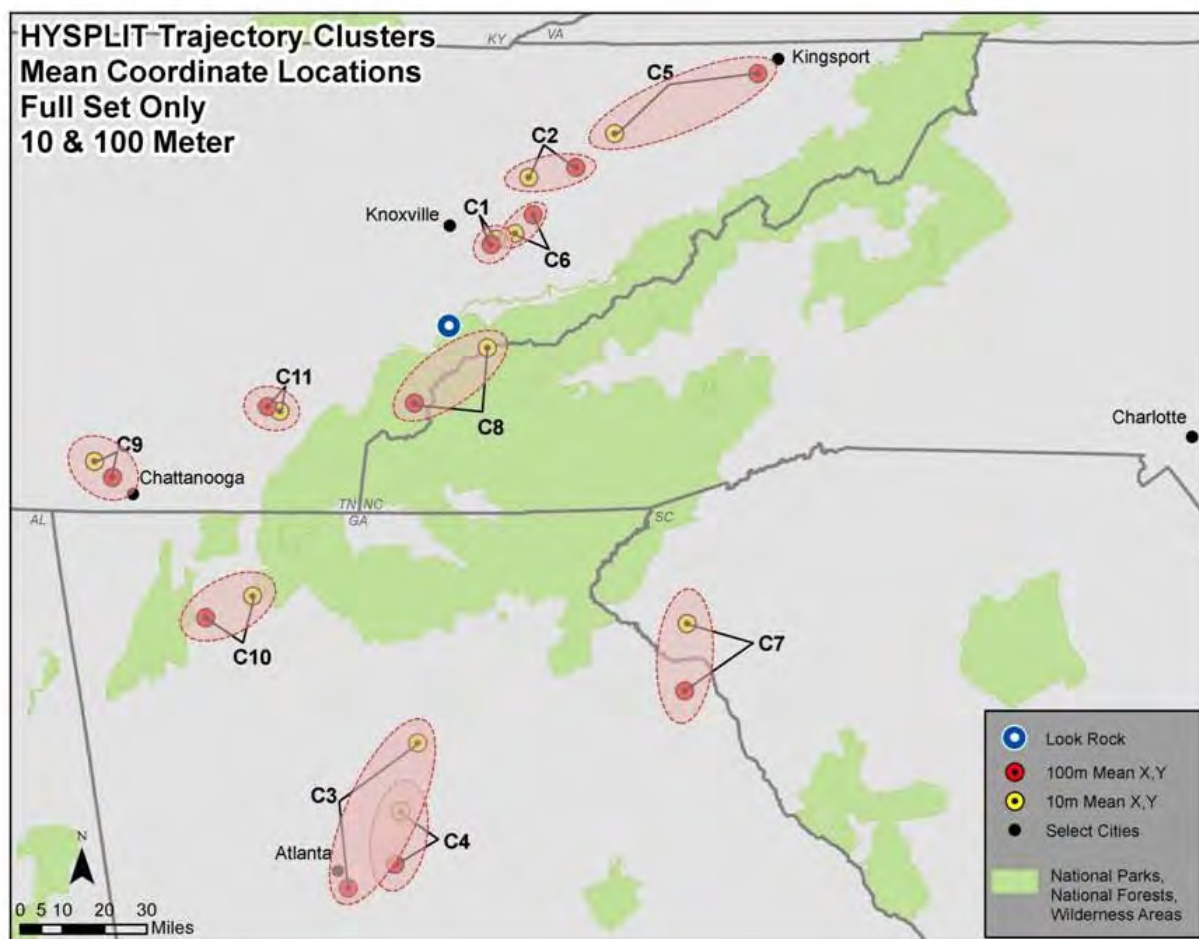 HYSPLIT Trajectory Clusters
Mean Coordinate Locations
Full Set Only
10 & 100 Meter
KY
VA
Kingsport
C5
C2
Knoxville
C1
C6
C11
C8
C9
Chattanooga
Charlotte
TN NC
AL
GA
SC
C10
C7
C3
C4
Atlanta
N
0 5 10 20 30
Miles
Look Rock
100m Mean X,Y
10m Mean X,Y
Select Cities
National Parks,
National Forests,
Wilderness Areas